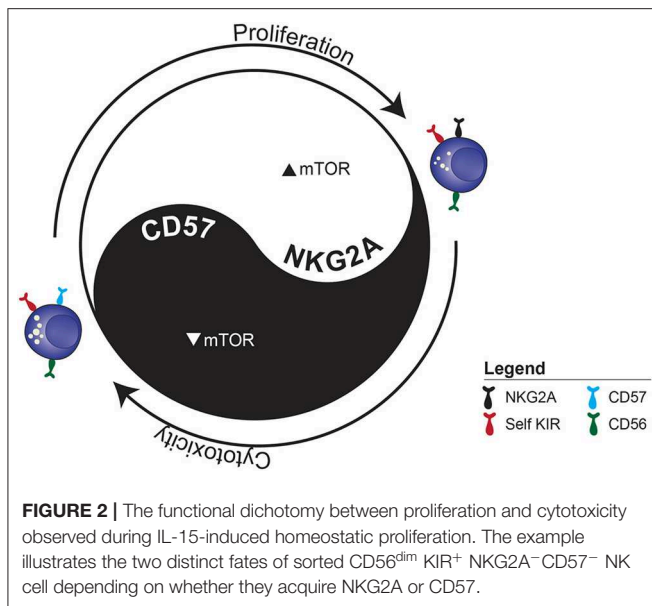 Proliferation
▲ mTOR
CD57
NKG2A
▼ mTOR
Cytotoxicity
Legend
NKG2A
CD57
Self KIR
CD56
FIGURE 2 | The functional dichotomy between proliferation and cytotoxicity
observed during IL-15-induced homeostatic proliferation. The example
illustrates the two distinct fates of sorted CD56ᵈⁱᵐ KIR⁺ NKG2A⁻CD57⁻ NK
cell depending on whether they acquire NKG2A or CD57.